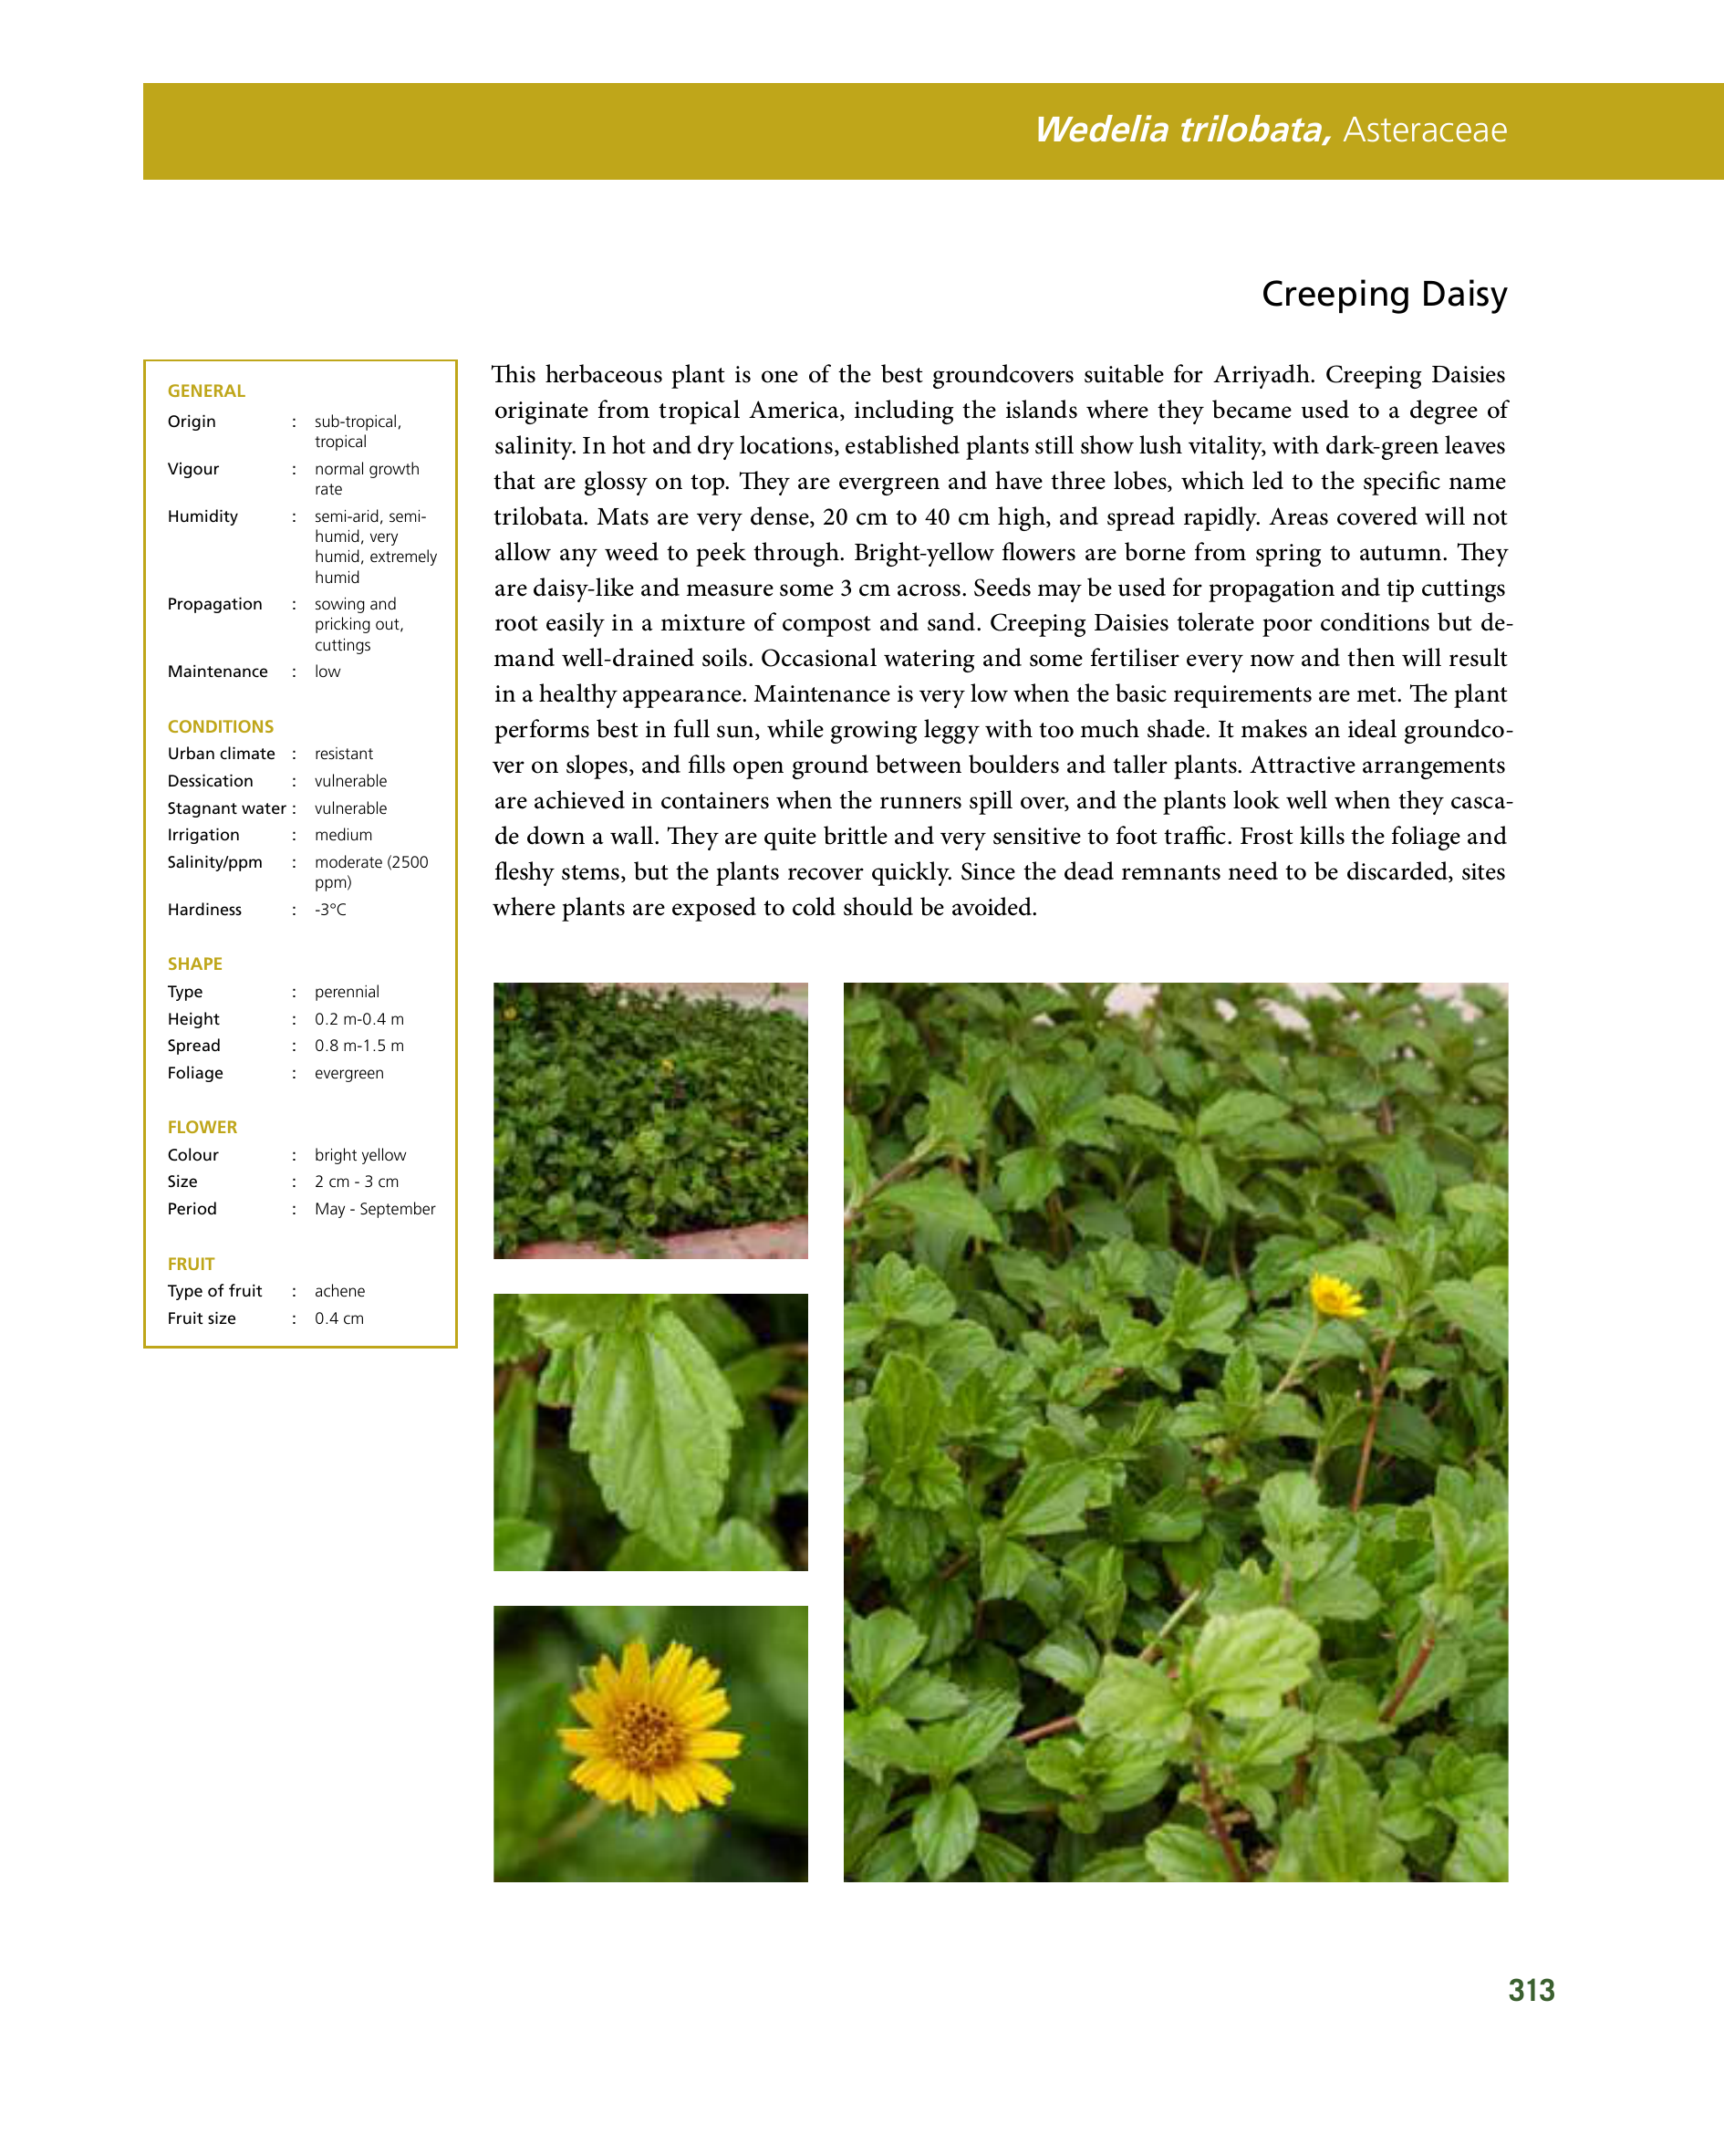 Wedelia trilobata, Asteraceae
Creeping Daisy
GENERAL
Origin : sub-tropical,
tropical
Vigour : normal growth
rate
Humidity : semi-arid, semi-
humid, very
humid, extremely
humid
Propagation : sowing and
pricking out,
cuttings
Maintenance : low
CONDITIONS
Urban climate : resistant
Dessication : vulnerable
Stagnant water : vulnerable
Irrigation : medium
Salinity/ppm : moderate (2500
ppm)
Hardiness : -3°C
SHAPE
Type : perennial
Height : 0.2 m-0.4 m
Spread : 0.8 m-1.5 m
Foliage : evergreen
FLOWER
Colour : bright yellow
Size : 2 cm - 3 cm
Period : May - September
FRUIT
Type of fruit : achene
Fruit size : 0.4 cm
This herbaceous plant is one of the best groundcovers suitable for Arriyadh. Creeping Daisies
originate from tropical America, including the islands where they became used to a degree of
salinity. In hot and dry locations, established plants still show lush vitality, with dark-green leaves
that are glossy on top. They are evergreen and have three lobes, which led to the specific name
trilobata. Mats are very dense, 20 cm to 40 cm high, and spread rapidly. Areas covered will not
allow any weed to peek through. Bright-yellow flowers are borne from spring to autumn. They
are daisy-like and measure some 3 cm across. Seeds may be used for propagation and tip cuttings
root easily in a mixture of compost and sand. Creeping Daisies tolerate poor conditions but de-
mand well-drained soils. Occasional watering and some fertiliser every now and then will result
in a healthy appearance. Maintenance is very low when the basic requirements are met. The plant
performs best in full sun, while growing leggy with too much shade. It makes an ideal groundco-
ver on slopes, and fills open ground between boulders and taller plants. Attractive arrangements
are achieved in containers when the runners spill over, and the plants look well when they casca-
de down a wall. They are quite brittle and very sensitive to foot traffic. Frost kills the foliage and
fleshy stems, but the plants recover quickly. Since the dead remnants need to be discarded, sites
where plants are exposed to cold should be avoided.
313